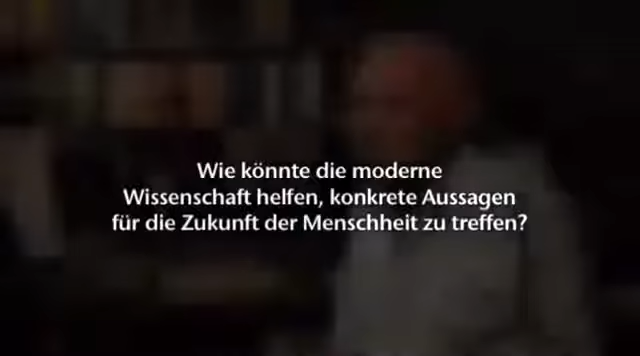 Wie könnte die moderne
Wissenschaft helfen, konkrete Aussagen
für die Zukunft der Menschheit zu treffen?